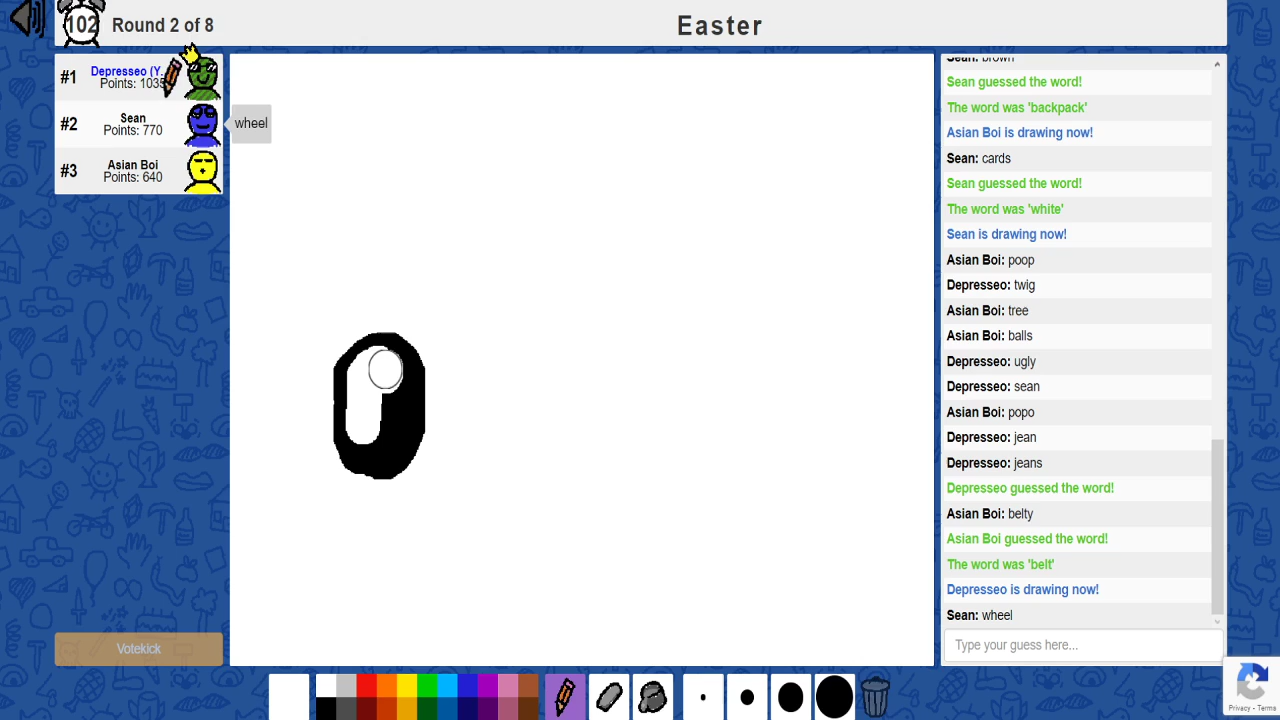 102
Round 2 of 8
Easter
#1
Depresseo (Y.
Points: 1035
#2
Sean
Points: 770
#3
Asian Boi
Points: 640
wheel
Sean: brown
Sean guessed the word!
The word was 'backpack'
Asian Boi is drawing now!
Sean: cards
Sean guessed the word!
The word was 'white'
Sean is drawing now!
Asian Boi: poop
Depresseo: twig
Asian Boi: tree
Asian Boi: balls
Depresseo: ugly
Depresseo: sean
Asian Boi: popo
Depresseo: jean
Depresseo: jeans
Depresseo guessed the word!
Asian Boi: belty
Asian Boi guessed the word!
The word was 'belt'
Depresseo is drawing now!
Sean: wheel
Type your guess here...
Votekick
Privacy - Terms